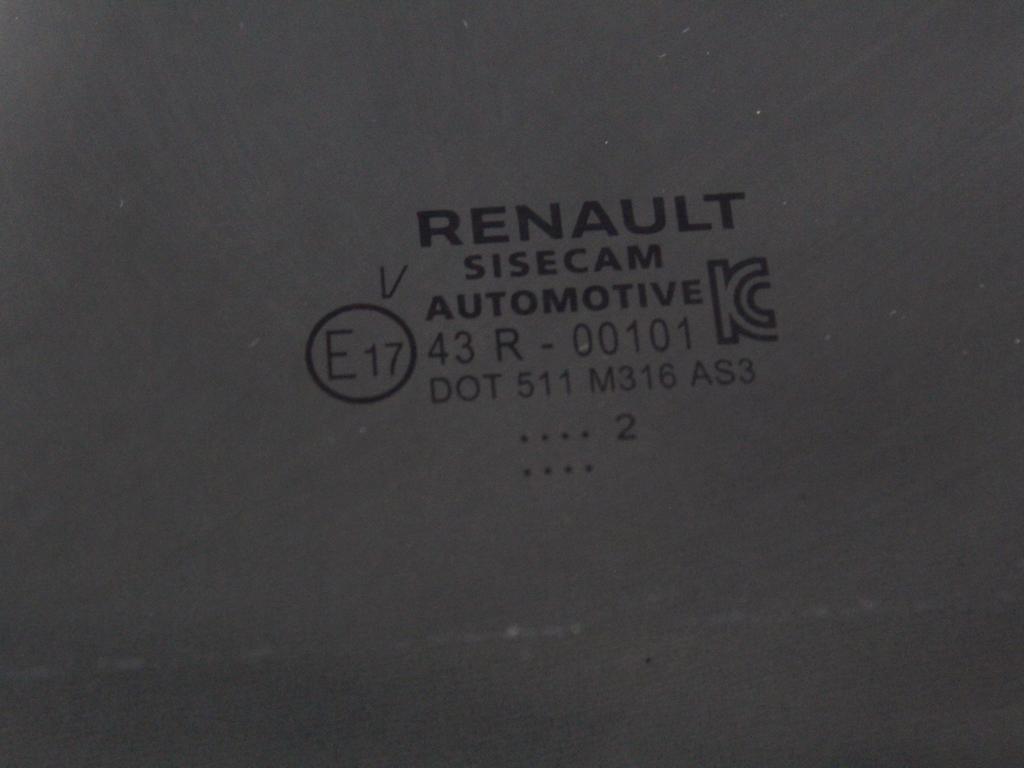 RENAULT
SISECAM
V
AUTOMOTIVE
KC
E17 43 R - 00101
DOT 511 M316 AS3
.... 2
....